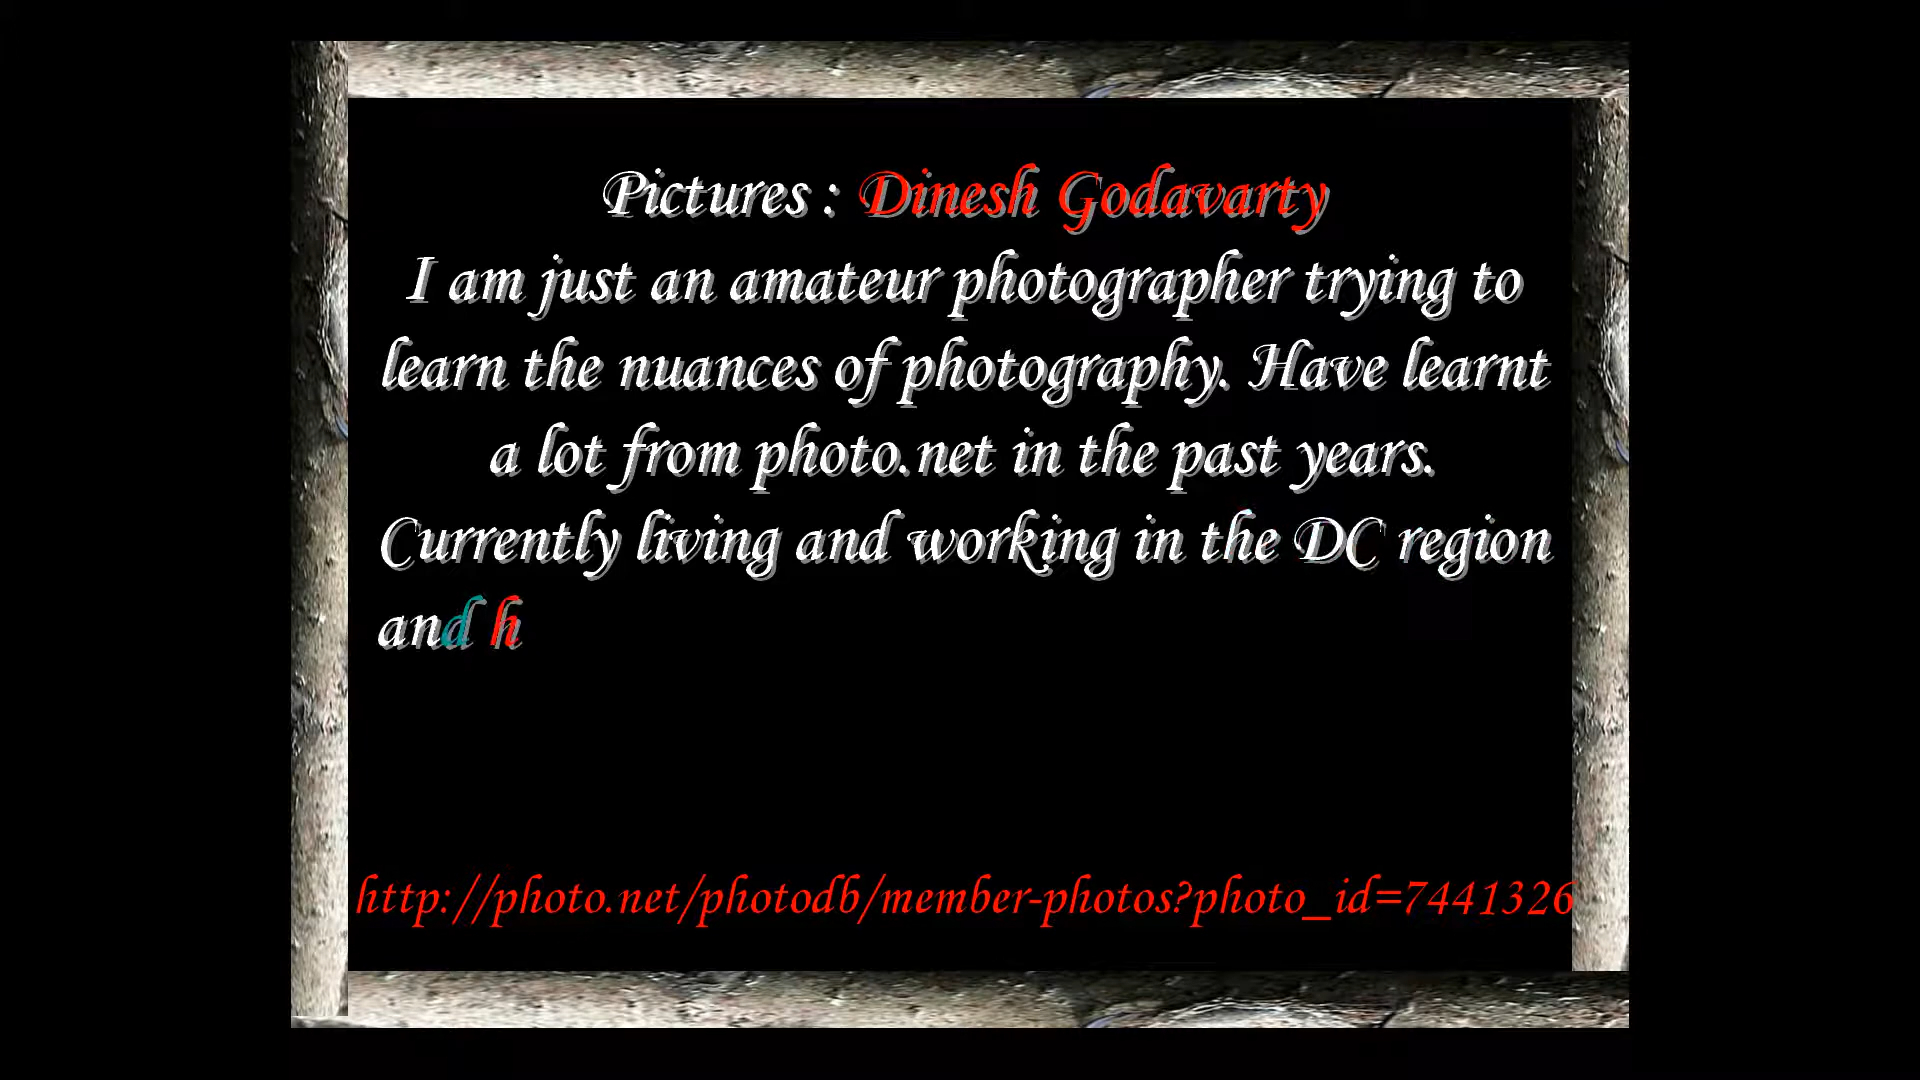 Pictures : Dinesh Godavarty
I am just an amateur photographer trying to
learn the nuances of photography. Have learnt
a lot from photo.net in the past years.
Currently living and working in the DC region
and h
http://photo.net/photodb/member-photos?photo_id=7441326